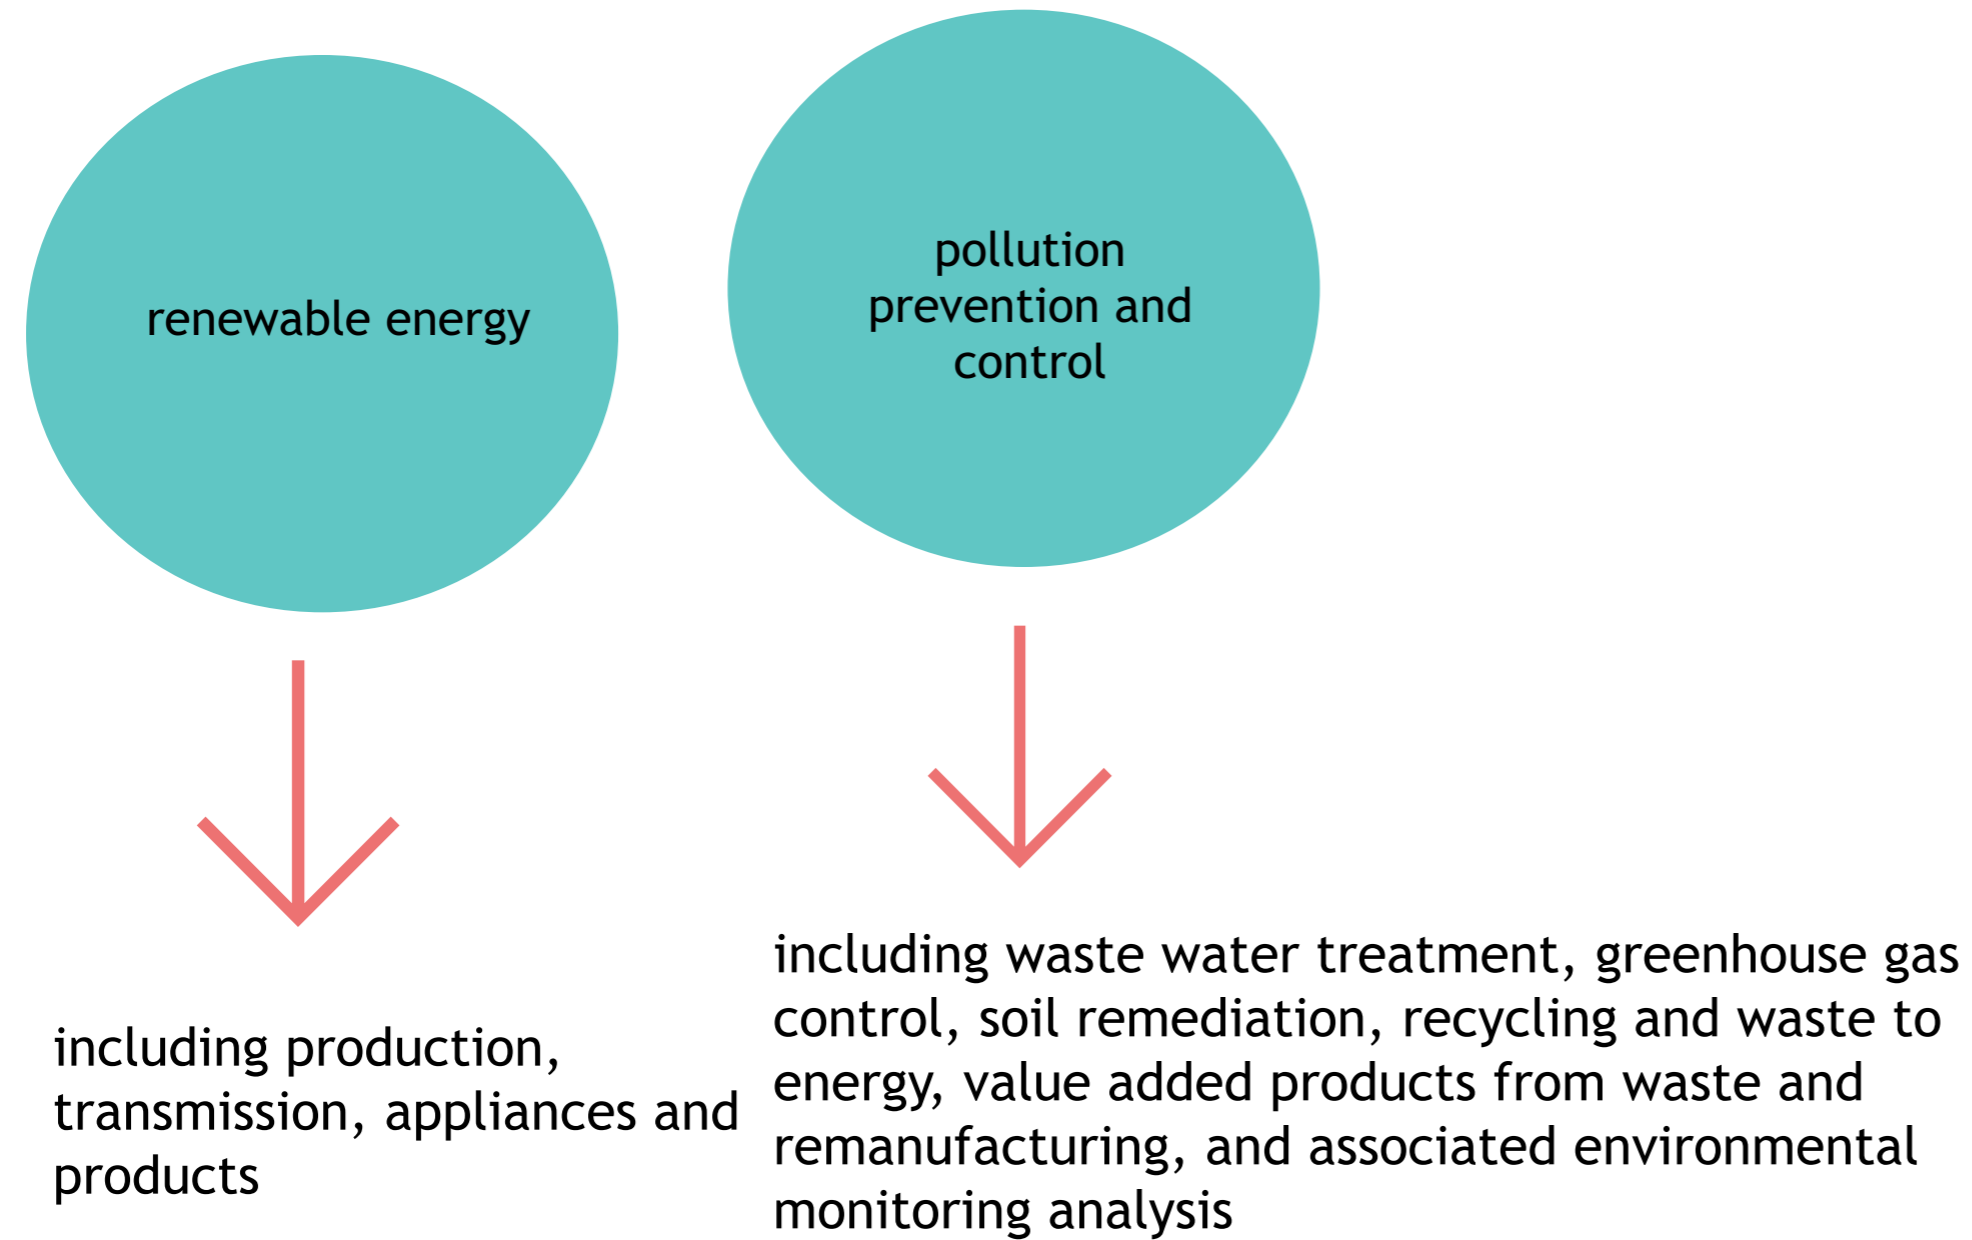 renewable energy
pollution
prevention and
control
including production,
transmission, appliances and
products
including waste water treatment, greenhouse gas
control, soil remediation, recycling and waste to
energy, value added products from waste and
remanufacturing, and associated environmental
monitoring analysis